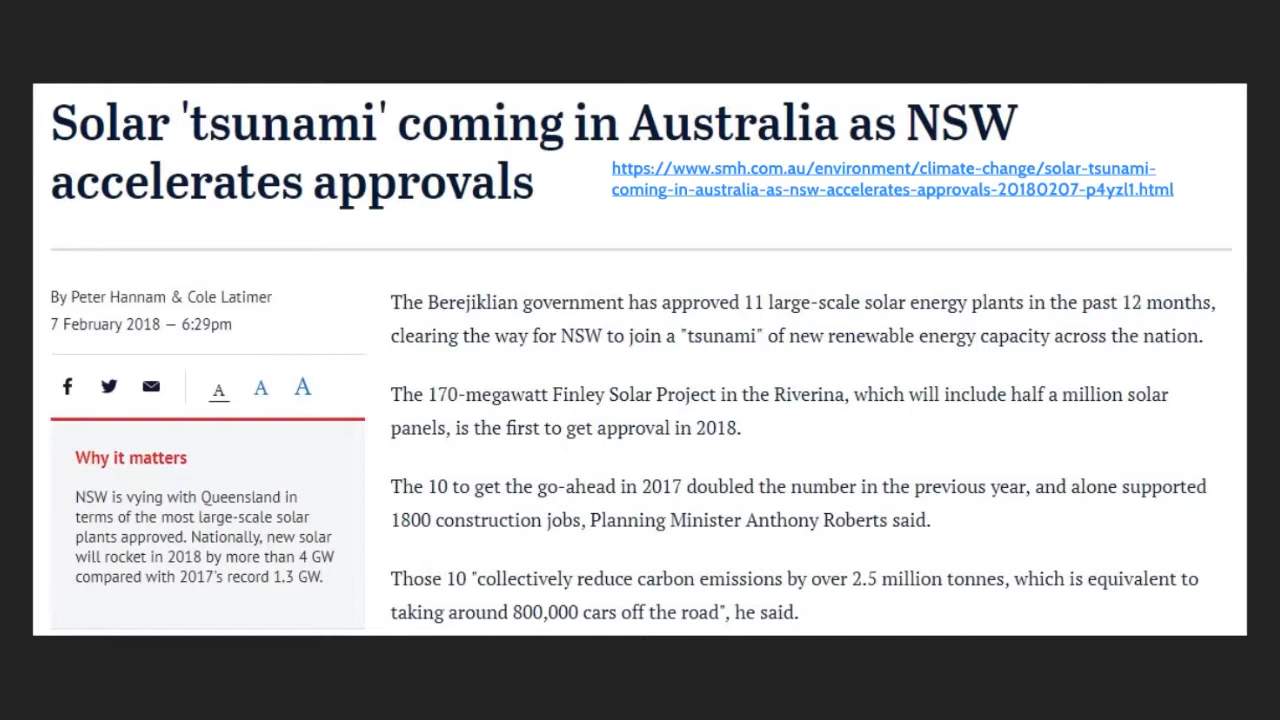 Solar 'tsunami' coming in Australia as NSW
accelerates approvals
https://www.smh.com.au/environment/climate-change/solar-tsunami-
coming-in-australia-as-nsw-accelerates-approvals-20180207-p4yzl1.html
By Peter Hannam & Cole Latimer
7 February 2018 — 6:29pm
A A A
Why it matters
NSW is vying with Queensland in
terms of the most large-scale solar
plants approved. Nationally, new solar
will rocket in 2018 by more than 4 GW
compared with 2017's record 1.3 GW.
The Berejiklian government has approved 11 large-scale solar energy plants in the past 12 months,
clearing the way for NSW to join a "tsunami" of new renewable energy capacity across the nation.
The 170-megawatt Finley Solar Project in the Riverina, which will include half a million solar
panels, is the first to get approval in 2018.
The 10 to get the go-ahead in 2017 doubled the number in the previous year, and alone supported
1800 construction jobs, Planning Minister Anthony Roberts said.
Those 10 "collectively reduce carbon emissions by over 2.5 million tonnes, which is equivalent to
taking around 800,000 cars off the road", he said.